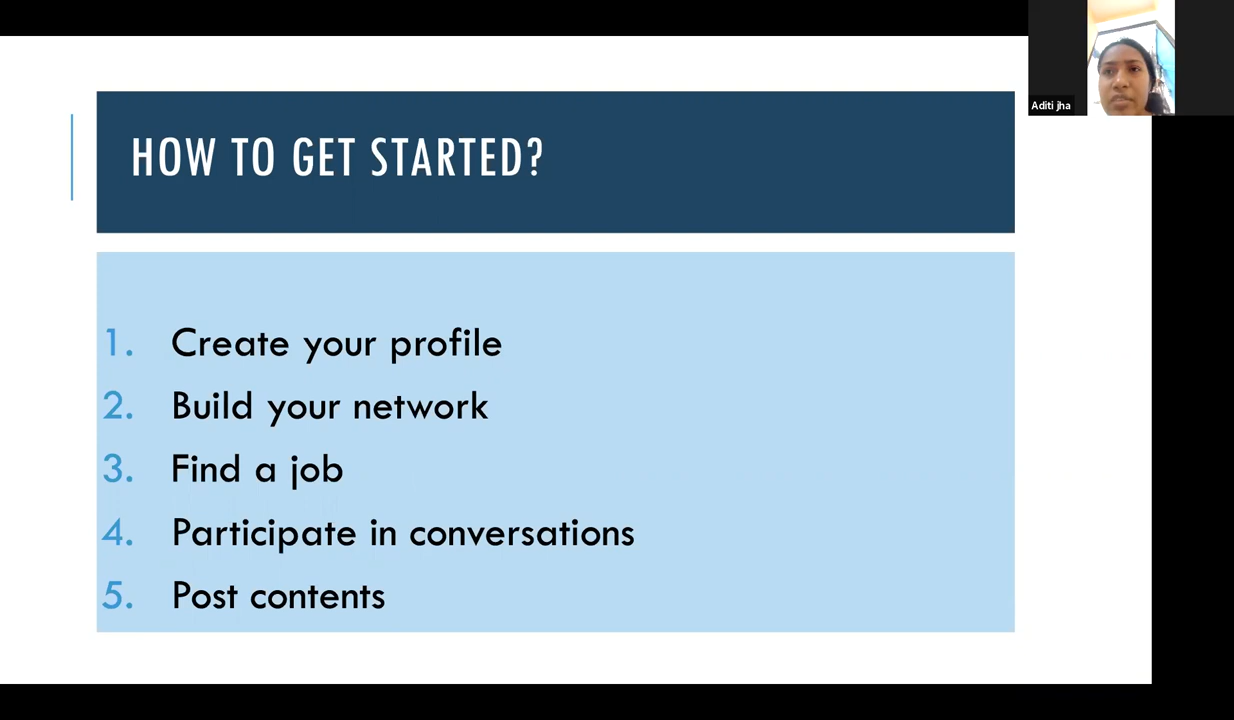 HOW TO GET STARTED?
Aditi jha
1. Create your profile
2. Build your network
3. Find a job
4. Participate in conversations
5. Post contents